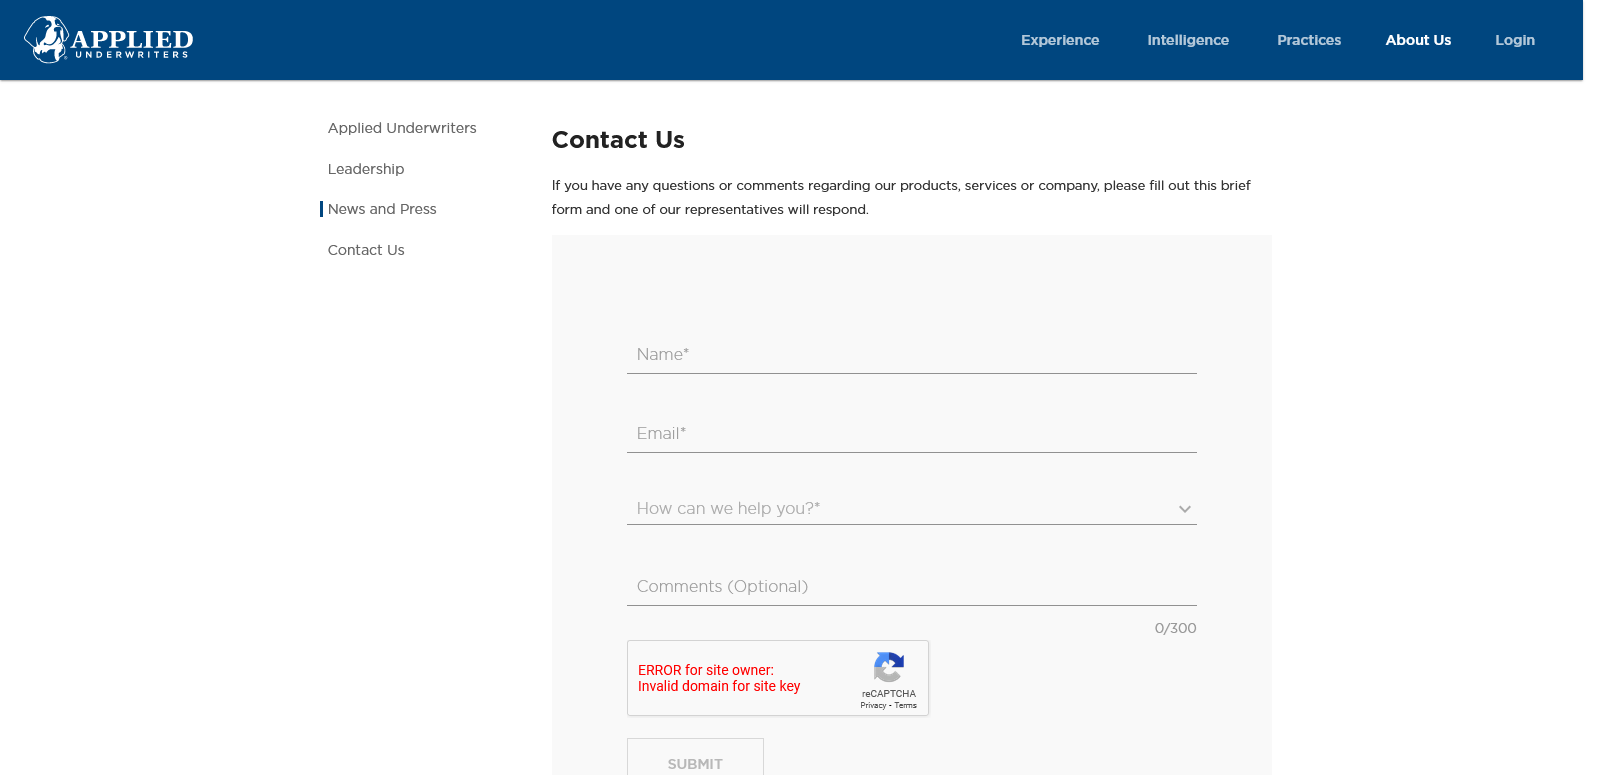 APPLIED
UNDERWRITERS
Experience
Intelligence
Practices
About Us
Login
Applied Underwriters
Leadership
News and Press
Contact Us
Contact Us
If you have any questions or comments regarding our products, services or company, please fill out this brief
form and one of our representatives will respond.
Name*
Email*
How can we help you?*
Comments (Optional)
0/300
ERROR for site owner:
Invalid domain for site key
reCAPTCHA
Privacy - Terms
SUBMIT